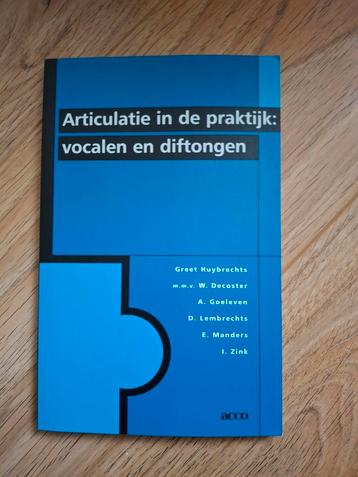 Articulatie in de praktijk:
vocalen en diftongen
Greet Huybrechts
m.m.v. W. Decoster
A. Goeleven
D. Lembrechts
E. Manders
I. Zink
acco